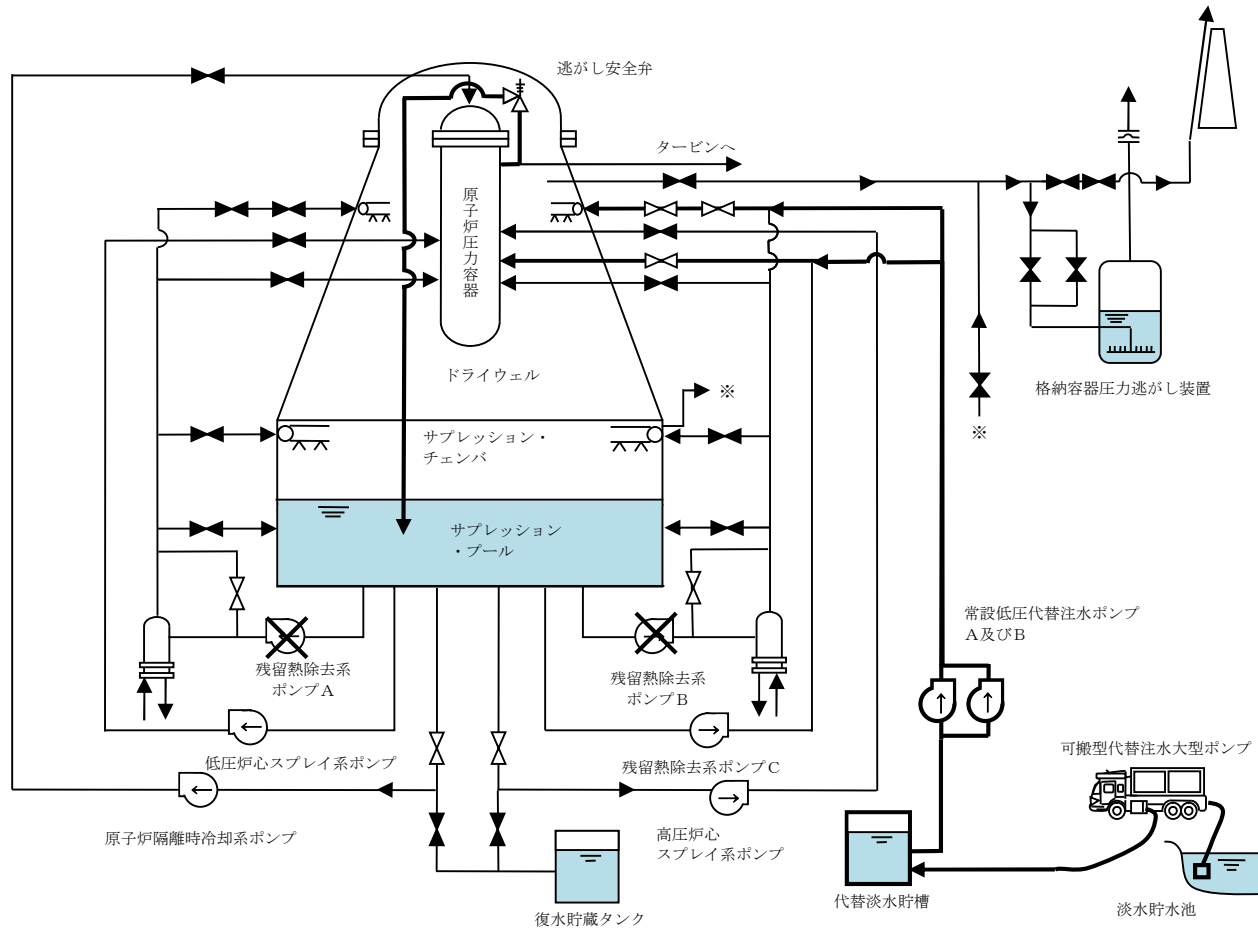 逃がし安全弁
タービンへ
原子炉圧力容器
ドライウェル
格納容器圧力逃がし装置
※
※
サプレッション・
チェンバ
サプレッション
・プール
常設低圧代替注水ポンプ
A及びB
残留熱除去系
ポンプA
残留熱除去系
ポンプB
低圧炉心スプレイ系ポンプ
残留熱除去系ポンプC
可搬型代替注水大型ポンプ
原子炉隔離時冷却系ポンプ
高圧炉心
スプレイ系ポンプ
代替淡水貯槽
淡水貯水池
復水貯蔵タンク